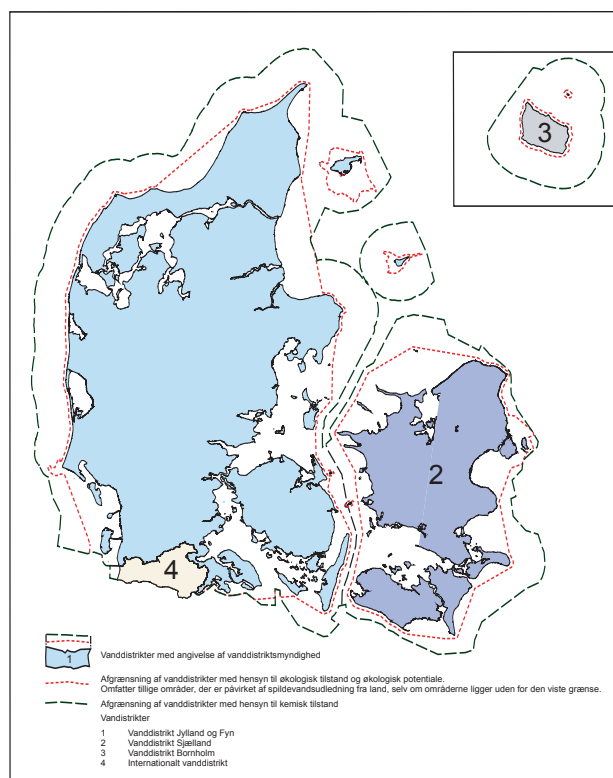 3
2
4
1
Vanddistrikter med angivelse af vanddistriktsmyndighed
Afgrænsning af vanddistrikter med hensyn til økologisk tilstand og økologisk potentiale.
Omfatter tillige områder, der er påvirket af spildevandsudledning fra land, selv om områderne ligger uden for den viste grænse.
Afgrænsning af vanddistrikter med hensyn til kemisk tilstand
Vandistrikter
1 Vanddistrikt Jylland og Fyn
2 Vanddistrikt Sjælland
3 Vanddistrikt Bornholm
4 Internationalt vanddistrikt